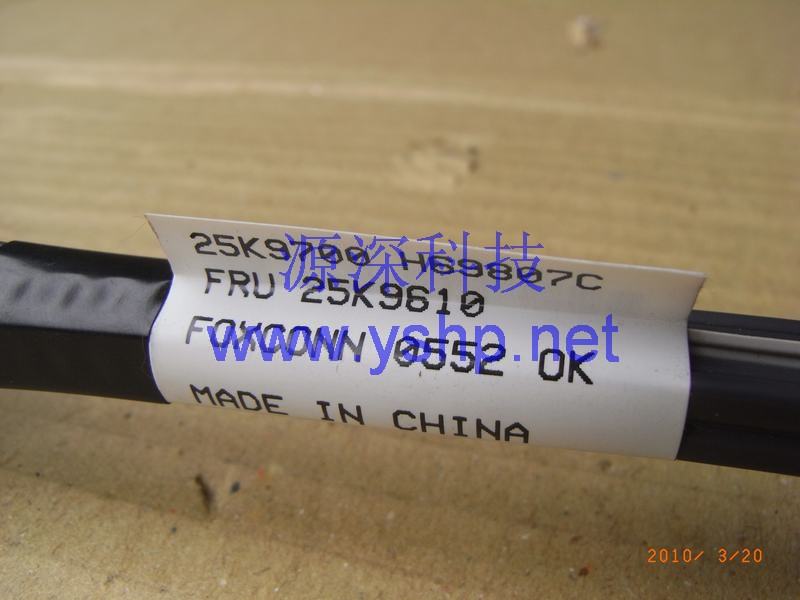 25K9700 H69807C
FRU 25K9610
FOXCONN 0552 OK
MADE IN CHINA
源深科技
www.yshp.net
2010/ 3/20